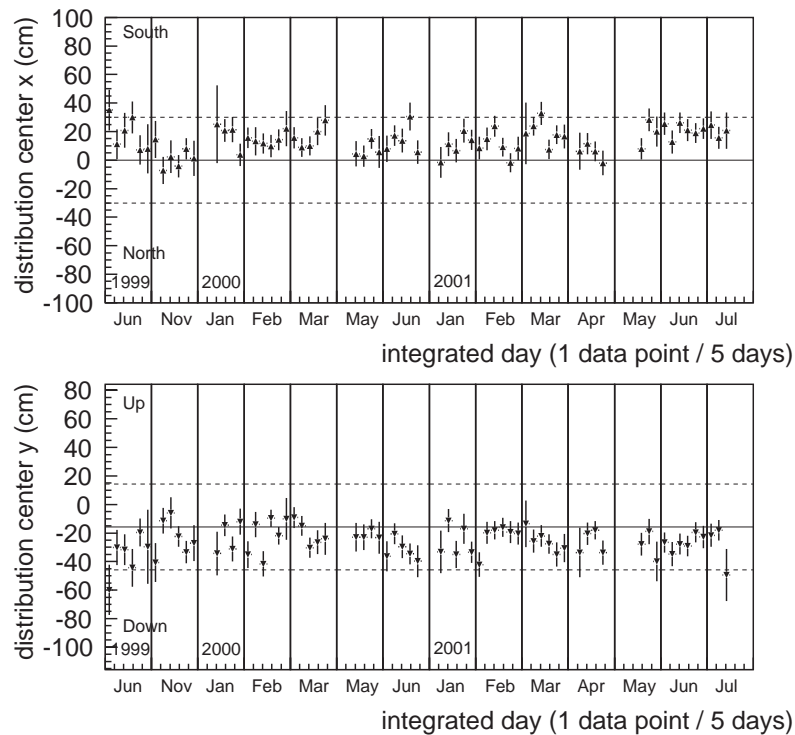 distribution center x (cm)
100
80
60
40
20
0
-20
-40
-60
-80
-100
South
North
1999
2000
2001
Jun Nov Jan Feb Mar May Jun Jan Feb Mar Apr May Jun Jul
integrated day (1 data point / 5 days)
distribution center y (cm)
80
60
40
20
0
-20
-40
-60
-80
-100
Up
Down
1999
2000
2001
Jun Nov Jan Feb Mar May Jun Jan Feb Mar Apr May Jun Jul
integrated day (1 data point / 5 days)